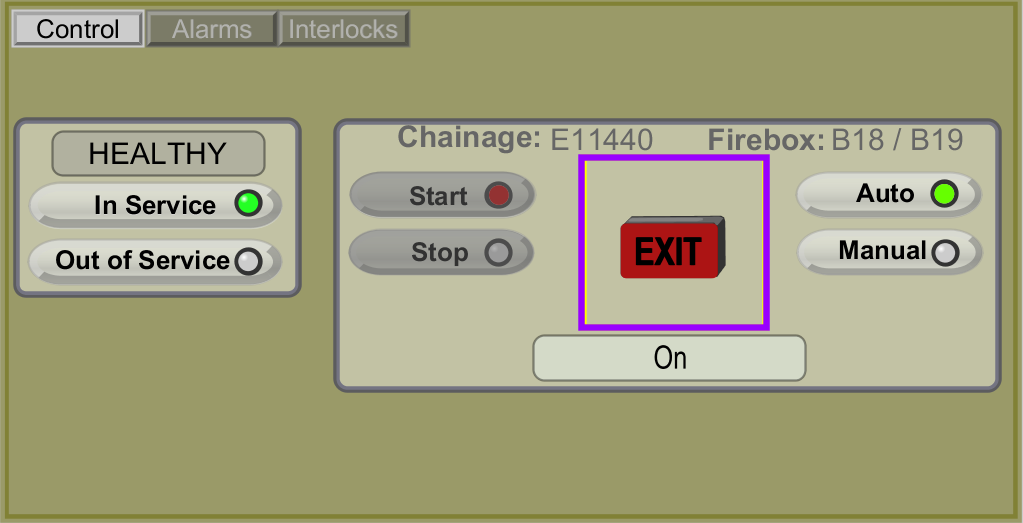 Control Alarms Interlocks
HEALTHY
In Service
Out of Service
Chainage: E11440 Firebox: B18 / B19
Start
Stop
EXIT
Auto
Manual
On